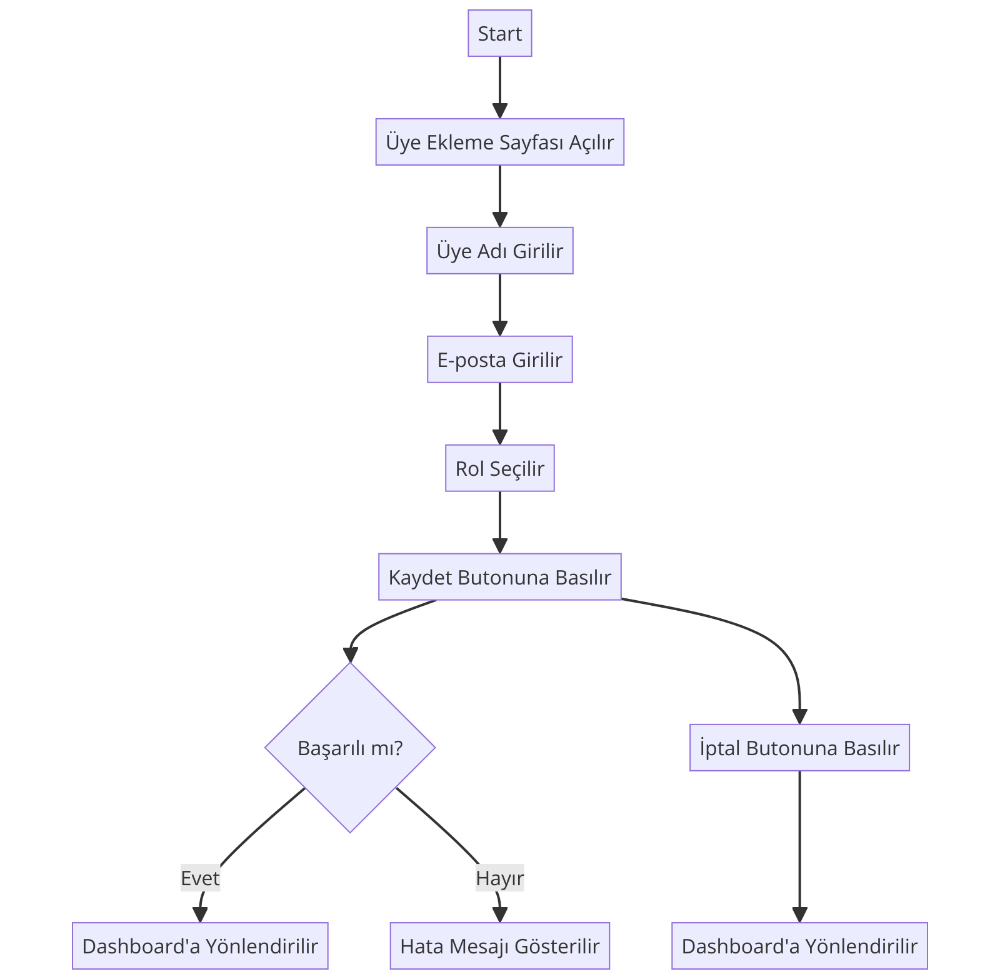 Start
Üye Ekleme Sayfası Açılır
Üye Adı Girilir
E-posta Girilir
Rol Seçilir
Kaydet Butonuna Basılır
Başarılı mı?
İptal Butonuna Basılır
Evet
Hayır
Dashboard'a Yönlendirilir
Hata Mesajı Gösterilir
Dashboard'a Yönlendirilir